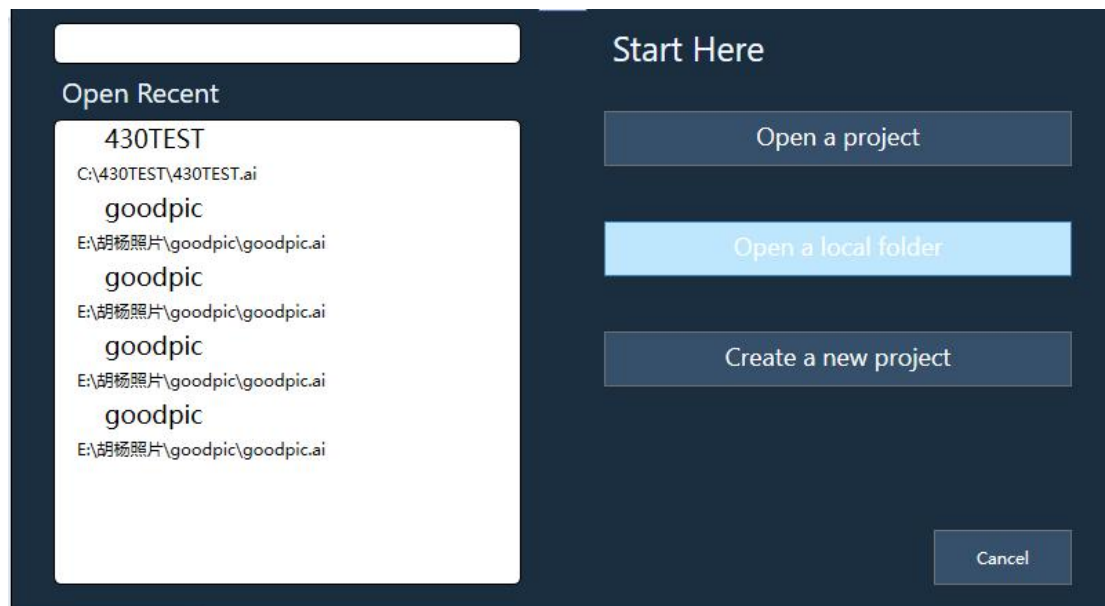 Open Recent
430TEST
C:\430TEST\430TEST.ai
goodpic
E:\胡杨照片\goodpic\goodpic.ai
goodpic
E:\胡杨照片\goodpic\goodpic.ai
goodpic
E:\胡杨照片\goodpic\goodpic.ai
goodpic
E:\胡杨照片\goodpic\goodpic.ai
Start Here
Open a project
Open a local folder
Create a new project
Cancel